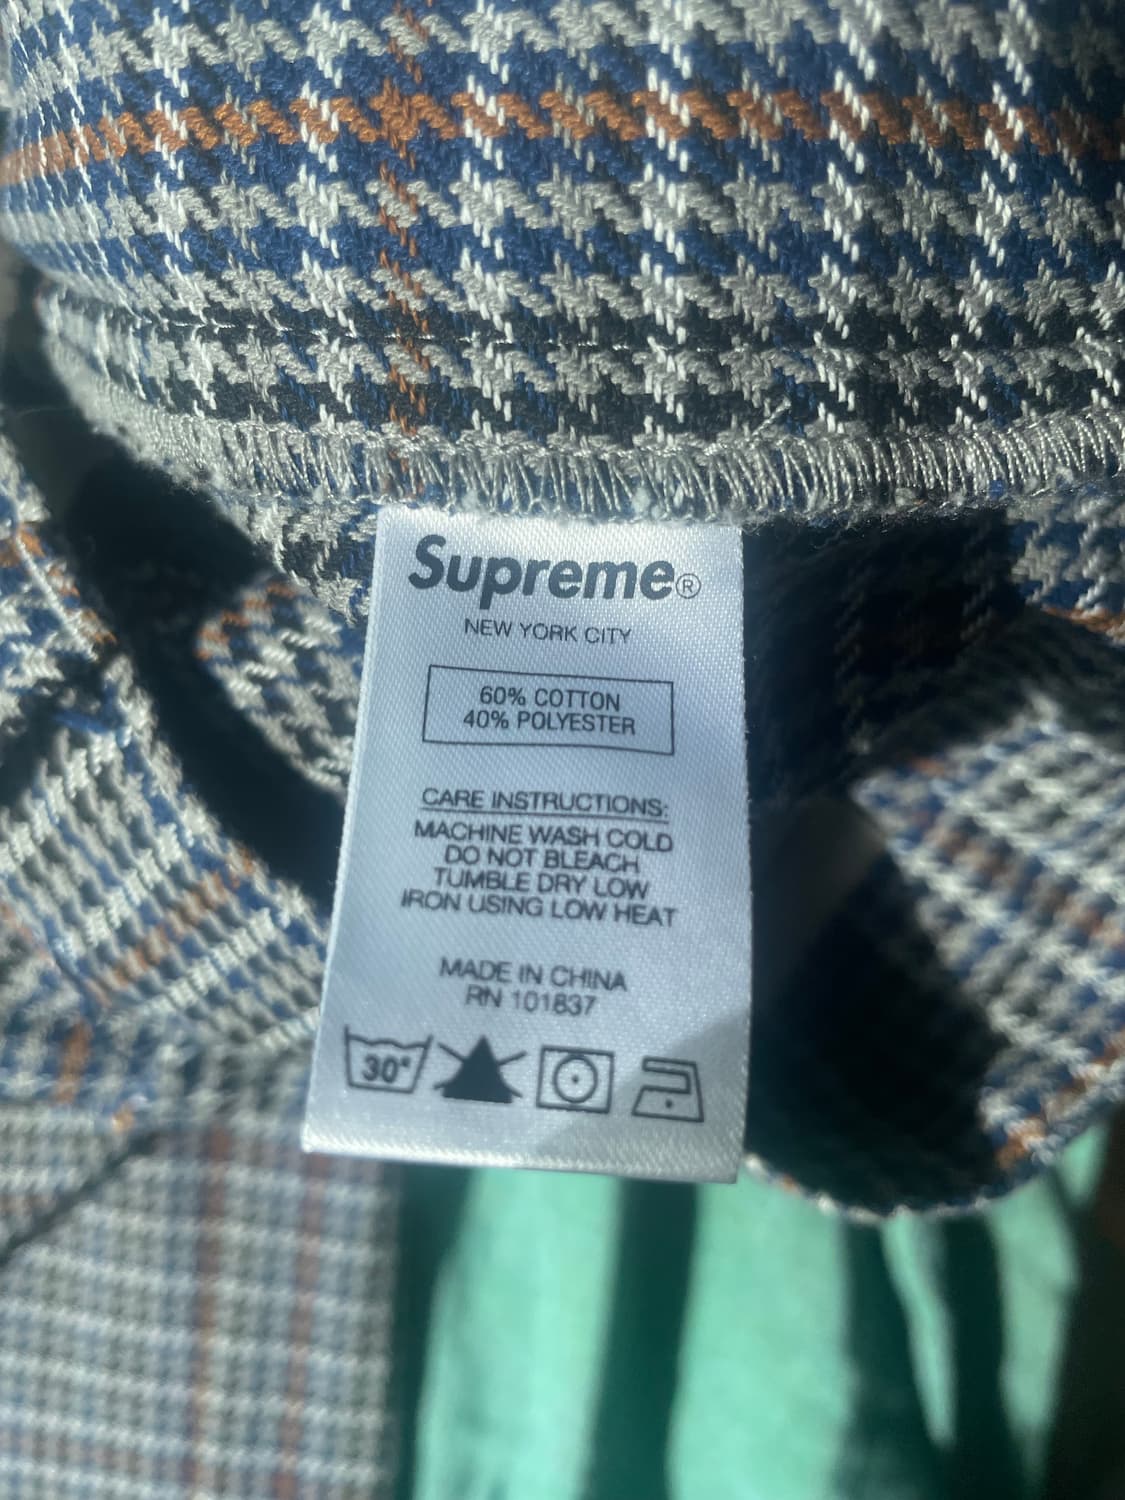 Supreme®
NEW YORK CITY
60% COTTON
40% POLYESTER
CARE INSTRUCTIONS:
MACHINE WASH COLD
DO NOT BLEACH
TUMBLE DRY LOW
IRON USING LOW HEAT
MADE IN CHINA
RN 101837
30°